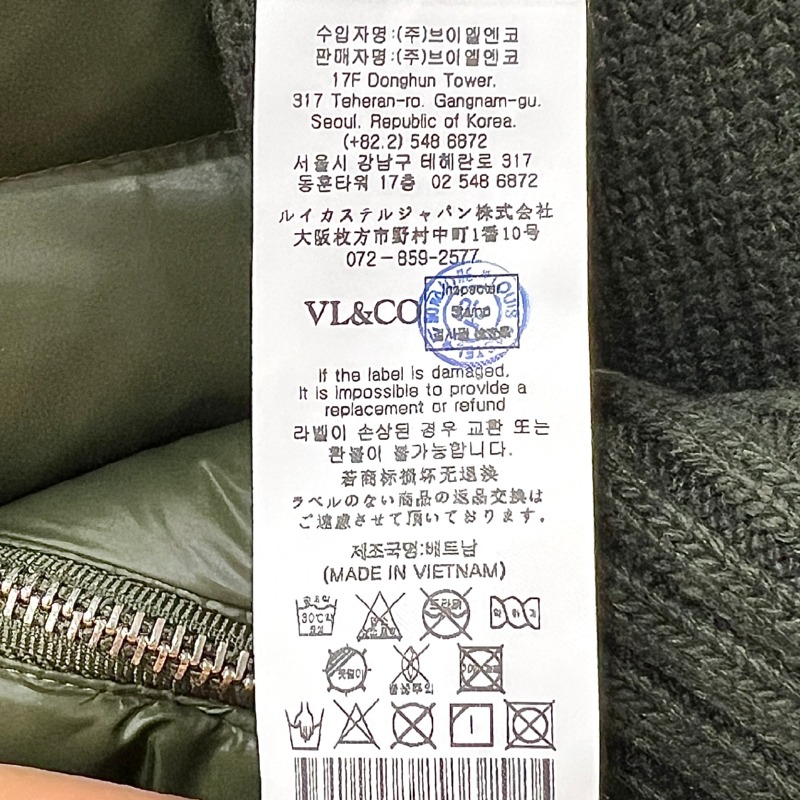 수입자명:(주)브이엘엔코
판매자명:(주)브이엘엔코
17F Donghun Tower,
317 Teheran-ro, Gangnam-gu,
Seoul, Republic of Korea.
(+82.2) 548 6872
서울시 강남구 테헤란로 317
동훈타워 17층 02 548 6872
ルイカステルジャパン株式会社
大阪枚方市野村中町1番10号
072-859-2577
VL&CO
Inspector
Stamp
If the label is damaged,
It is impossible to provide a
replacement or refund
라벨이 손상된 경우 교환 또는
환불이 불가능합니다.
若商标损坏无退换
ラベルのない商品の返品交換は
ご遠慮させて頂いております。
제조국명:베트남
(MADE IN VIETNAM)
30℃
드라이